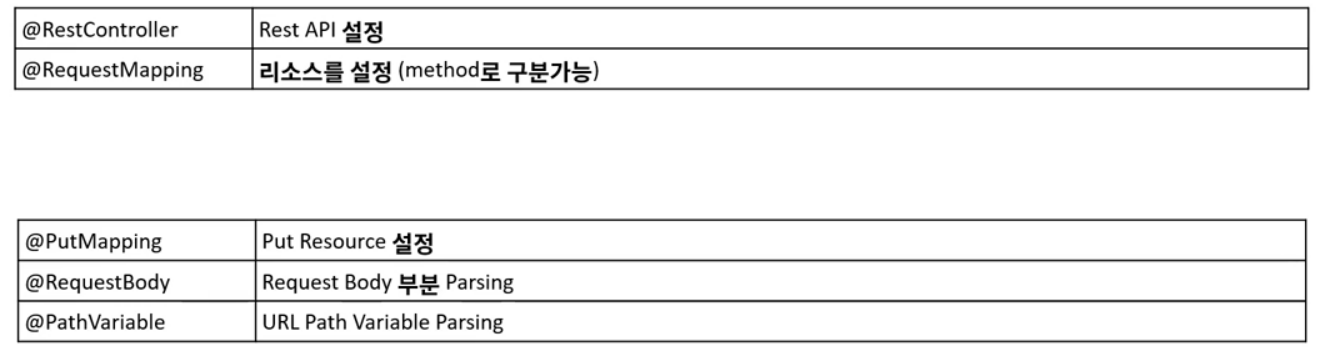 @RestController Rest API 설정
@RequestMapping 리소스를 설정 (method로 구분가능)
@PutMapping Put Resource 설정
@RequestBody Request Body 부분 Parsing
@PathVariable URL Path Variable Parsing